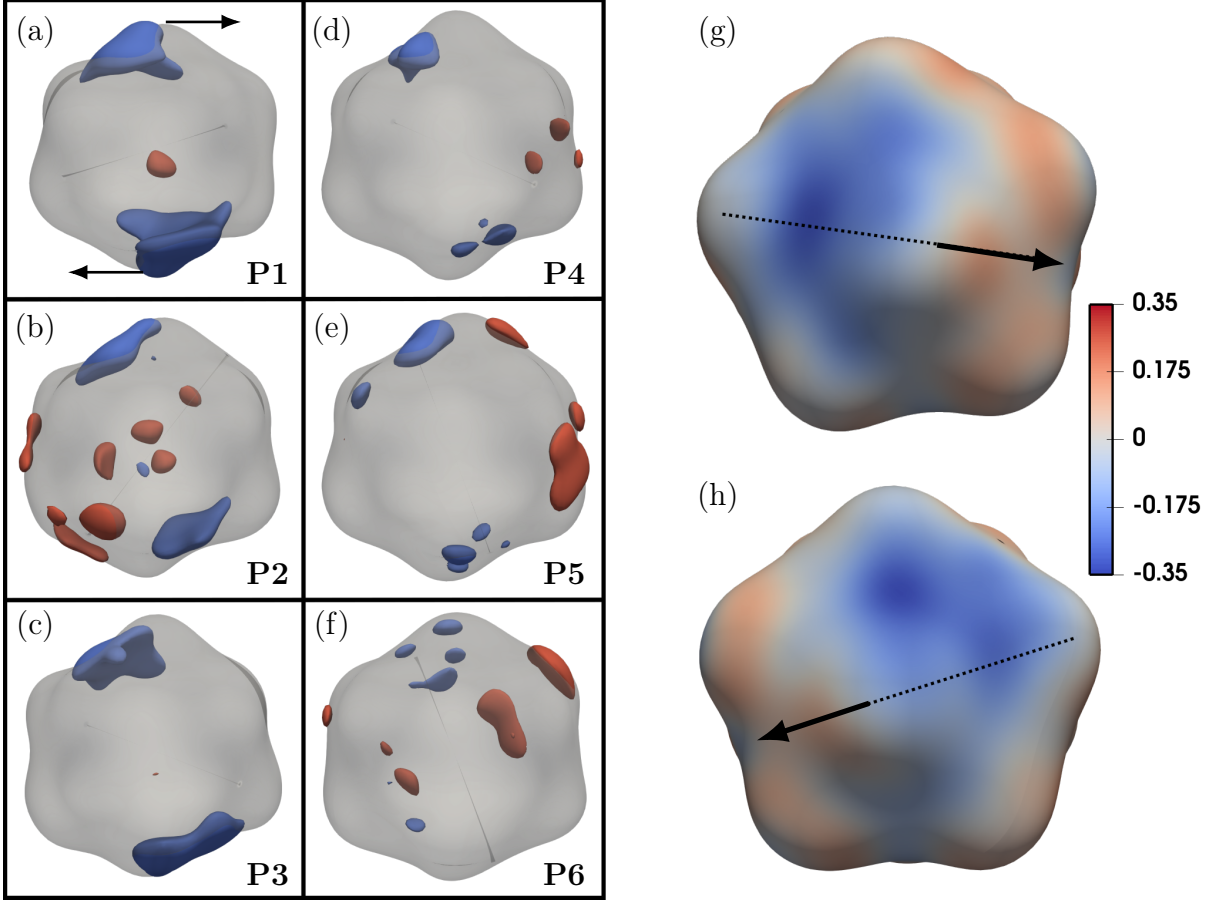 (a)
P1
(d)
P4
(b)
P2
(e)
P5
(c)
P3
(f)
P6
(g)
0.35
0.175
0
-0.175
-0.35
(h)